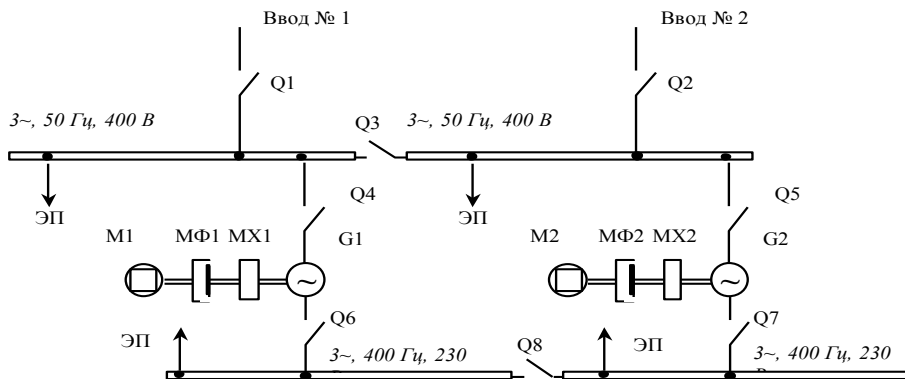 Ввод № 1
Ввод № 2
Q1
Q2
3~, 50 Гц, 400 В
Q3
3~, 50 Гц, 400 В
ЭП
Q4
ЭП
Q5
М1
МФ1
МХ1
G1
М2
МФ2
МХ2
G2
~
~
ЭП
Q6
3~, 400 Гц, 230
Q8
ЭП
Q7
3~, 400 Гц, 230